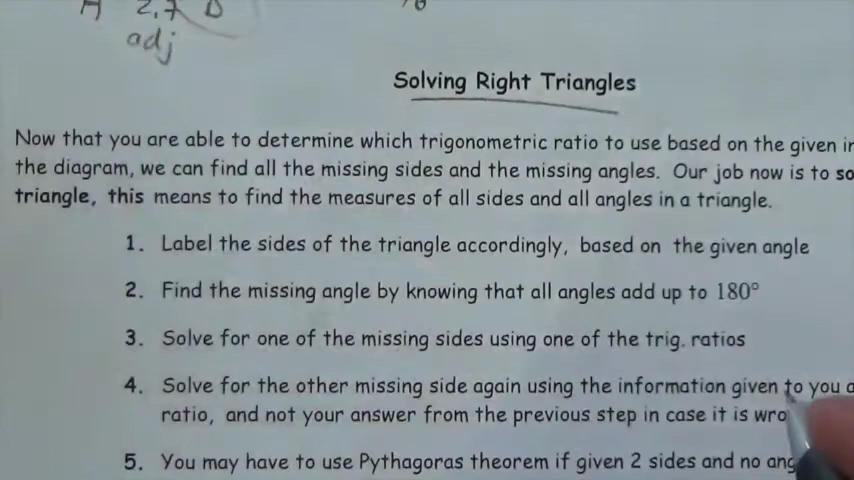 2.7
adj
Solving Right Triangles
Now that you are able to determine which trigonometric ratio to use based on the given
the diagram, we can find all the missing sides and the missing angles. Our job now is to
triangle, this means to find the measures of all sides and all angles in a triangle.
1. Label the sides of the triangle accordingly, based on the given angle
2. Find the missing angle by knowing that all angles add up to 180°
3. Solve for one of the missing sides using one of the trig. ratios
4. Solve for the other missing side again using the information given to you
ratio, and not your answer from the previous step in case it is
5. You may have to use Pythagoras theorem if given 2 sides and no